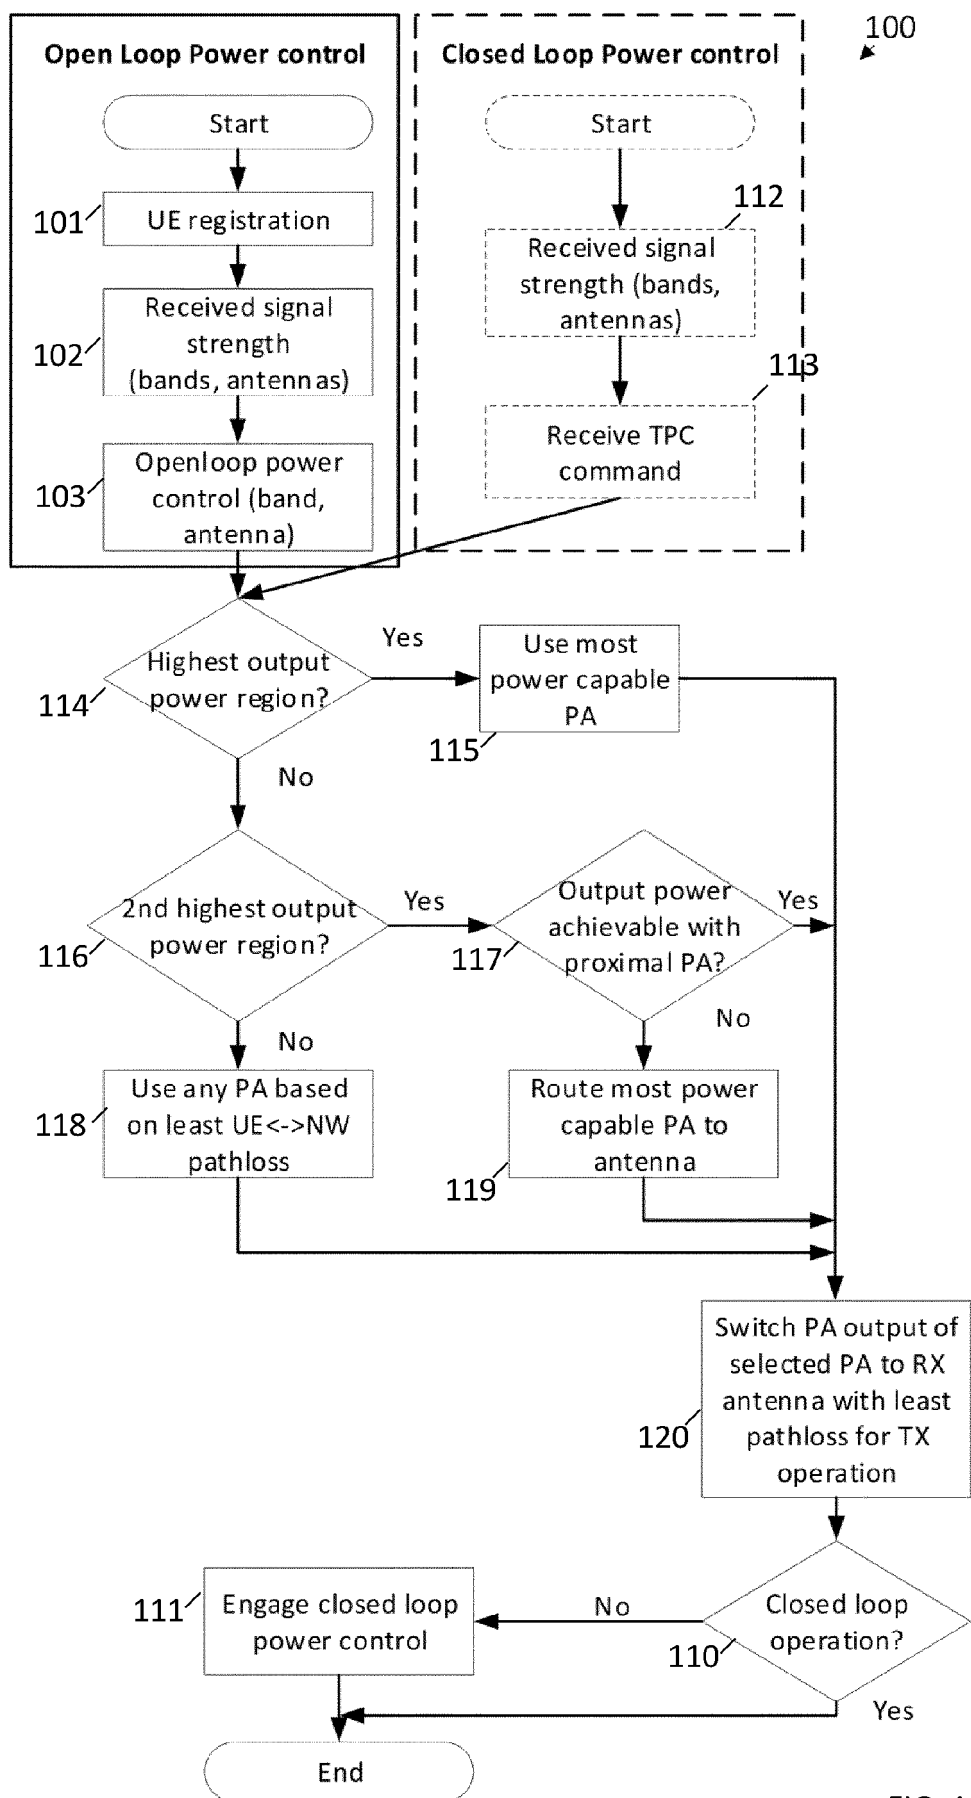 Open Loop Power control
Closed Loop Power control
100
Start
Start
101
UE registration
112
Received signal
strength (bands,
antennas)
102
Received signal
strength
(bands, antennas)
113
Receive TPC
command
103
Openloop power
control (band,
antenna)
114
Highest output
power region?
Yes
Use most
power capable
PA
115
No
116
2nd highest output
power region?
Yes
117
Output power
achievable with
proximal PA?
Yes
No
No
118
Use any PA based
on least UE<->NW
pathloss
119
Route most power
capable PA to
antenna
120
Switch PA output of
selected PA to RX
antenna with least
pathloss for TX
operation
111
Engage closed loop
power control
No
110
Closed loop
operation?
Yes
End